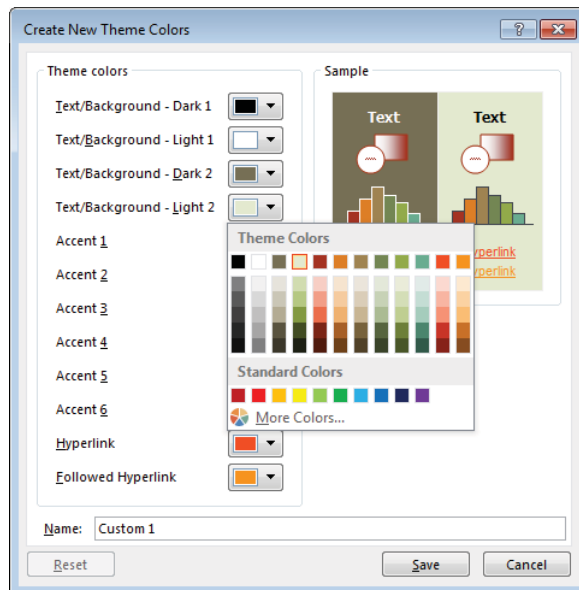 Create New Theme Colors
?
Theme colors
Sample
Text/Background - Dark 1
Text/Background - Light 1
Text/Background - Dark 2
Text/Background - Light 2
Accent 1
Accent 2
Accent 3
Accent 4
Accent 5
Accent 6
Hyperlink
Followed Hyperlink
Text
Text
yperlink
yperlink
Theme Colors
Standard Colors
More Colors...
Name: Custom 1
Reset
Save
Cancel